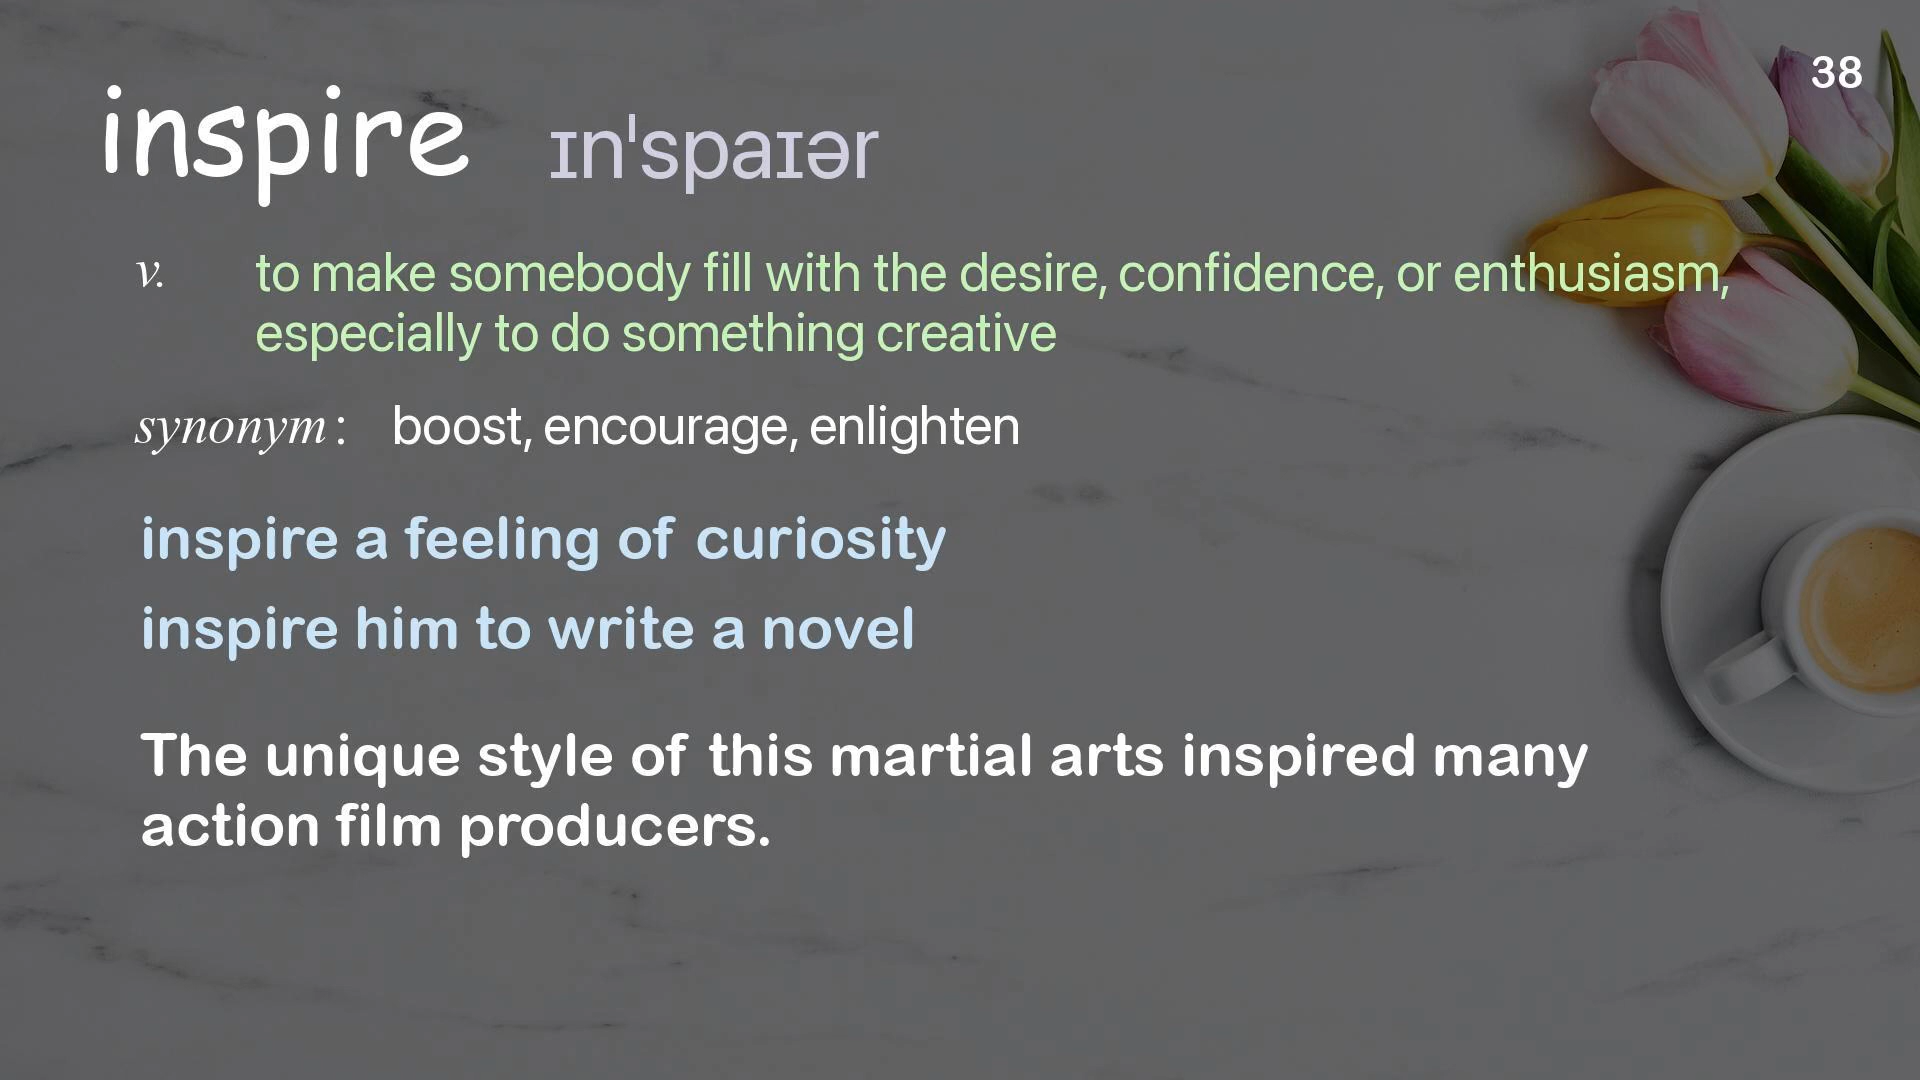 38
inspire ɪnˈspaɪər
v. to make somebody fill with the desire, confidence, or enthusiasm,
especially to do something creative
synonym : boost, encourage, enlighten
inspire a feeling of curiosity
inspire him to write a novel
The unique style of this martial arts inspired many
action film producers.